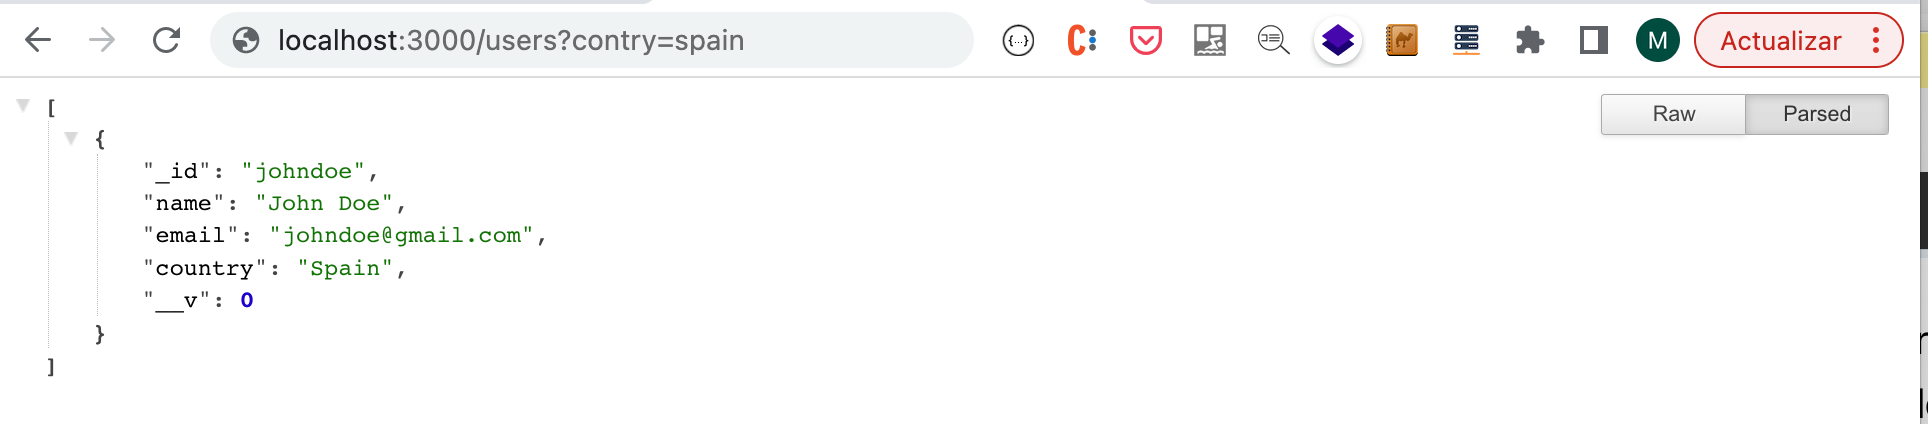 localhost:3000/users?contry=spain
{...}
C
M
Actualizar
Raw
Parsed
[
{
"_id": "johndoe",
"name": "John Doe",
"email": "johndoe@gmail.com",
"country": "Spain",
"__v": 0
}
]